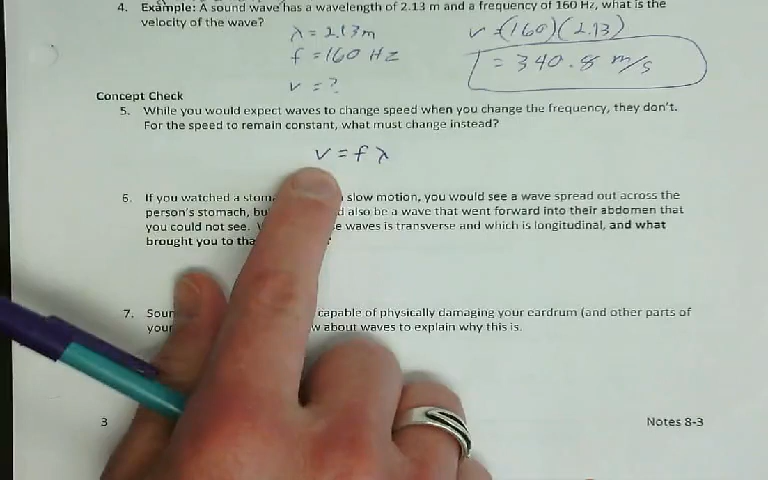 4. Example: A sound wave has a wavelength of 2.13 m and a frequency of 160 Hz, what is the
velocity of the wave?
λ = 2.13m
f = 160 Hz
v = ?
v = (160)(2.13)
= 340.8 m/s
Concept Check
5. While you would expect waves to change speed when you change the frequency, they don't.
For the speed to remain constant, what must change instead?
v = f λ
6. If you watched a slow motion, you would see a wave spread out across the
person's stomach, also be a wave that went forward into their abdomen that
you could not see. waves is transverse and which is longitudinal, and what
brought you to
7. capable of physically damaging your eardrum (and other parts of
about waves to explain why this is.
3
Notes 8-3